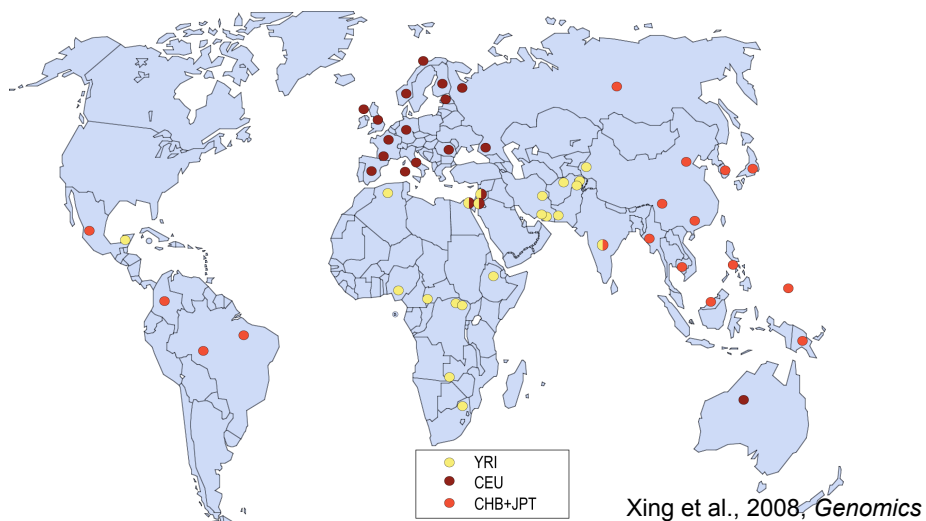 YRI
CEU
CHB+JPT
Xing et al., 2008, Genomics